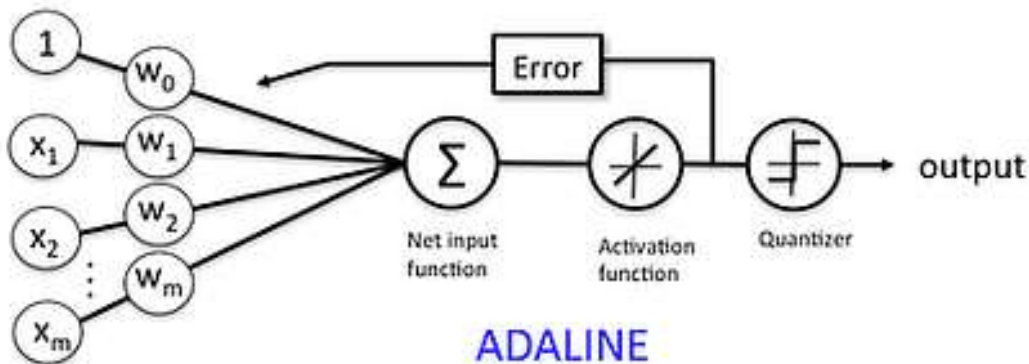 1
w₀
Error
x₁
w₁
Σ
output
x₂
w₂
Net input
function
Activation
function
Quantizer
⋮
wₘ
xₘ
ADALINE